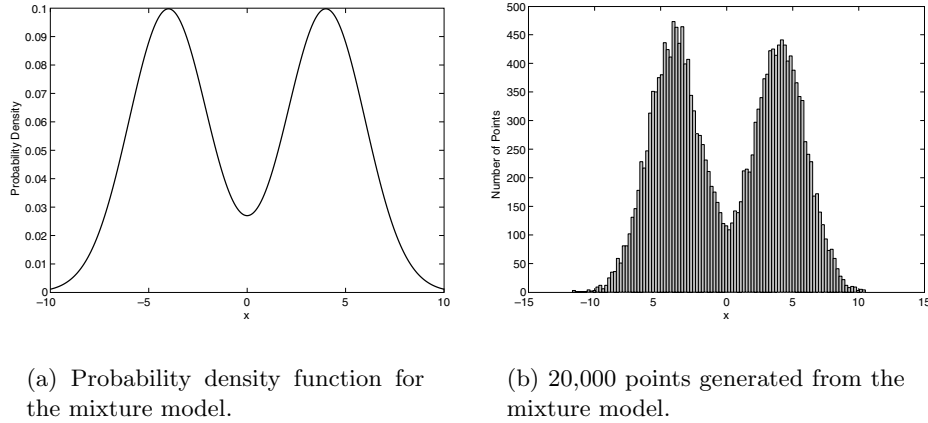 0.1
0.09
0.08
0.07
0.06
0.05
0.04
0.03
0.02
0.01
0
Probability Density
−10 −5 0 5 10
x
500
450
400
350
300
250
200
150
100
50
0
Number of Points
−15 −10 5 0 5 10 15
x
(a) Probability density function for
the mixture model.
(b) 20,000 points generated from the
mixture model.